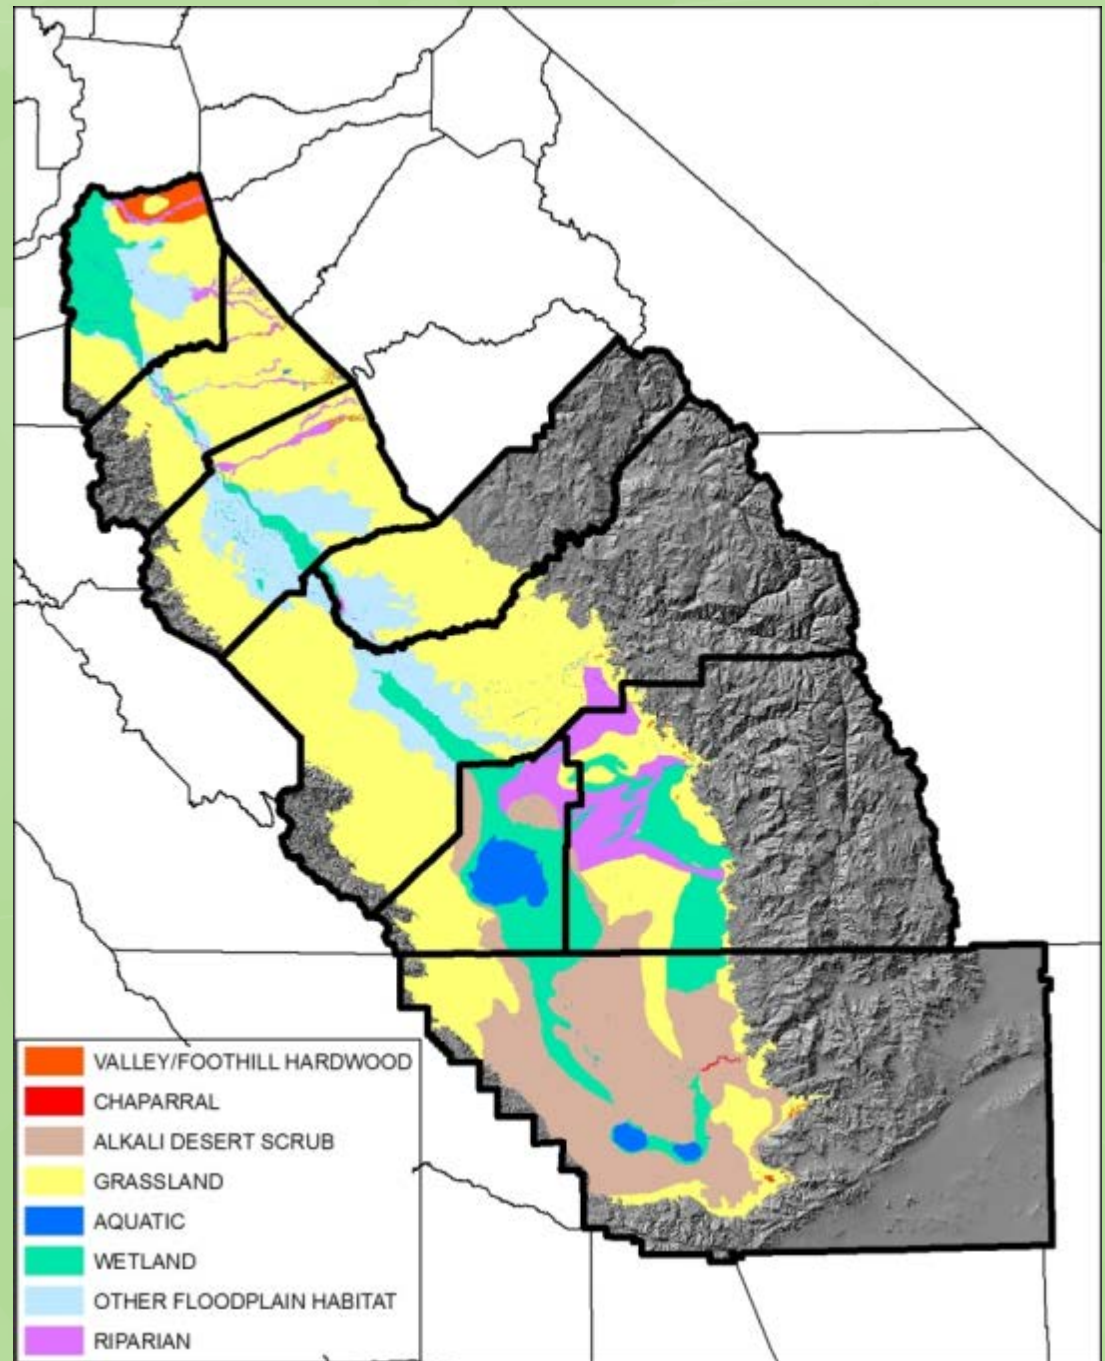 VALLEY/FOOTHILL HARDWOOD
CHAPARRAL
ALKALI DESERT SCRUB
GRASSLAND
AQUATIC
WETLAND
OTHER FLOODPLAIN HABITAT
RIPARIAN